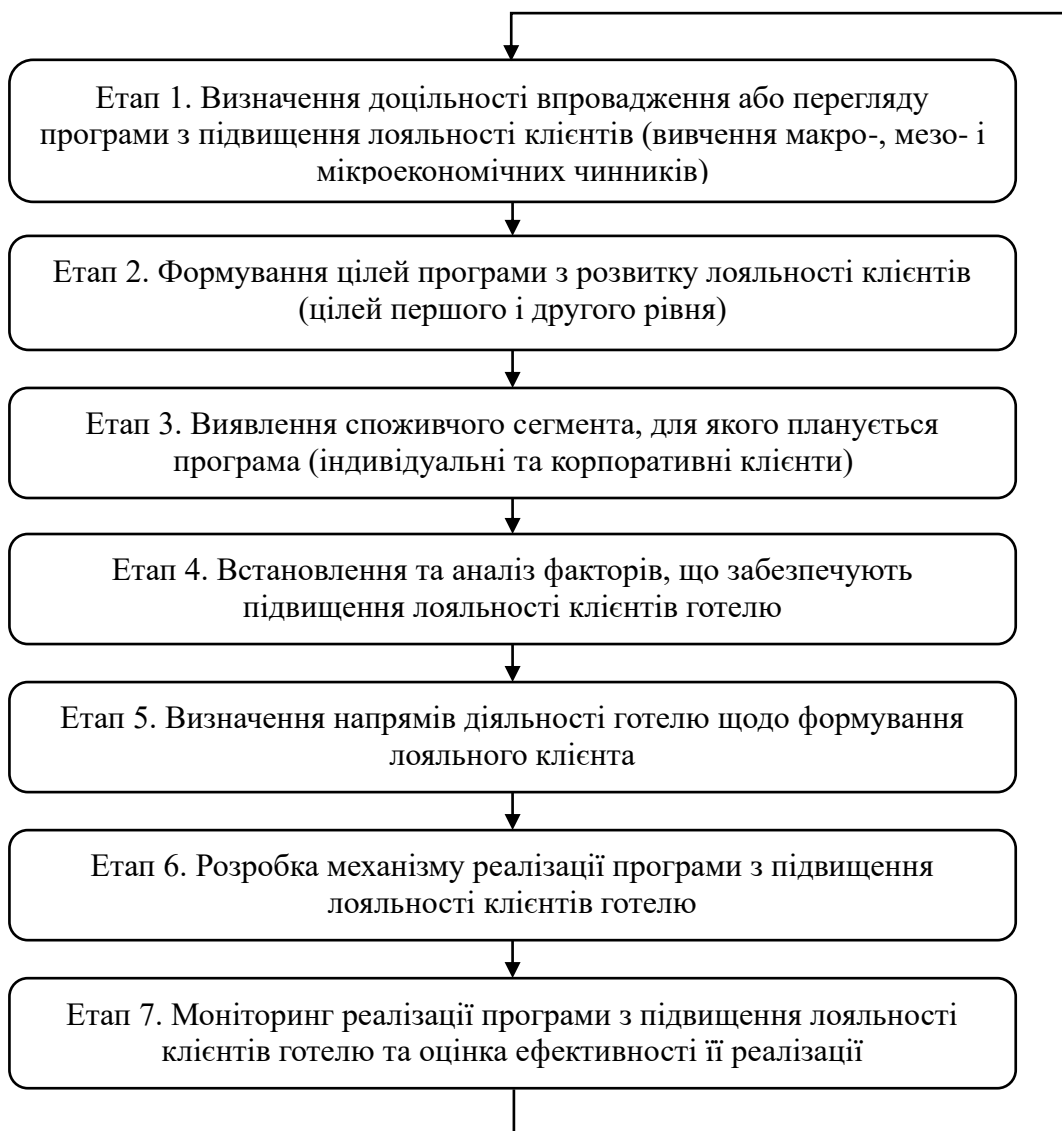 Етап 1. Визначення доцільності впровадження або перегляду
програми з підвищення лояльності клієнтів (вивчення макро-, мезо- і
мікроекономічних чинників)
Етап 2. Формування цілей програми з розвитку лояльності клієнтів
(цілей першого і другого рівня)
Етап 3. Виявлення споживчого сегмента, для якого планується
програма (індивідуальні та корпоративні клієнти)
Етап 4. Встановлення та аналіз факторів, що забезпечують
підвищення лояльності клієнтів готелю
Етап 5. Визначення напрямів діяльності готелю щодо формування
лояльного клієнта
Етап 6. Розробка механізму реалізації програми з підвищення
лояльності клієнтів готелю
Етап 7. Моніторинг реалізації програми з підвищення лояльності
клієнтів готелю та оцінка ефективності її реалізації